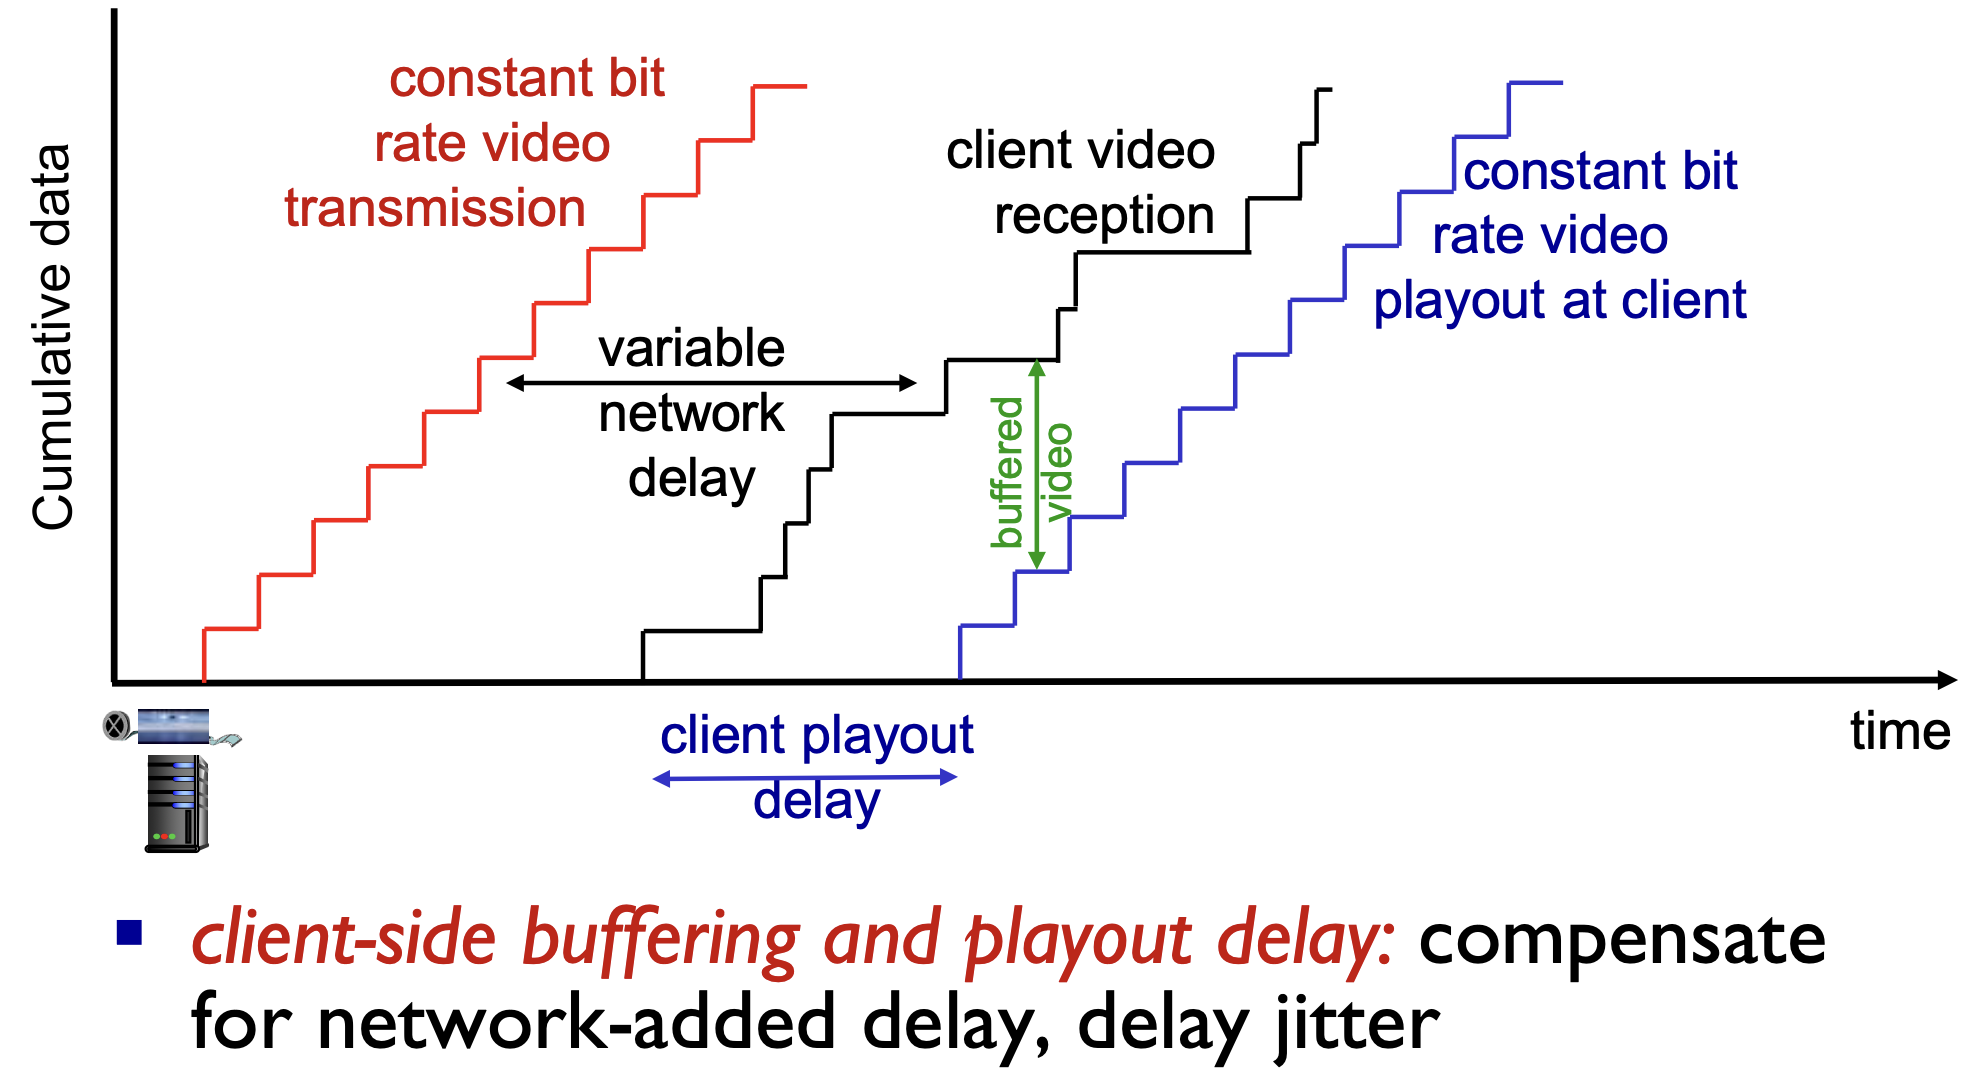 constant bit
rate video
transmission
client video
reception
constant bit
rate video
playout at client
variable
network
delay
buffered
video
Cumulative data
time
client playout
delay
client-side buffering and playout delay: compensate
for network-added delay, delay jitter